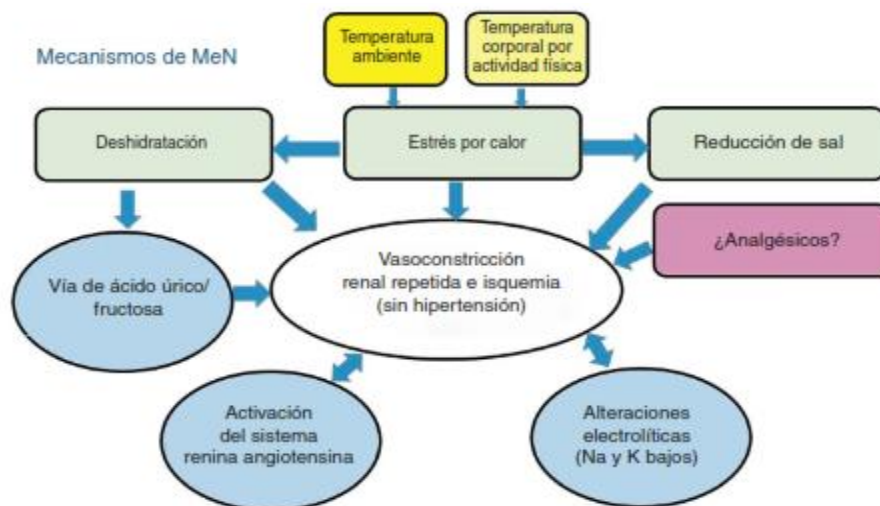 Mecanismos de MeN
Temperatura
ambiente
Temperatura
corporal por
actividad física
Deshidratación
Estrés por calor
Reducción de sal
¿Analgésicos?
Vía de ácido úrico/
fructosa
Vasoconstricción
renal repetida e isquemia
(sin hipertensión)
Activación
del sistema
renina angiotensina
Alteraciones
electrolíticas
(Na y K bajos)